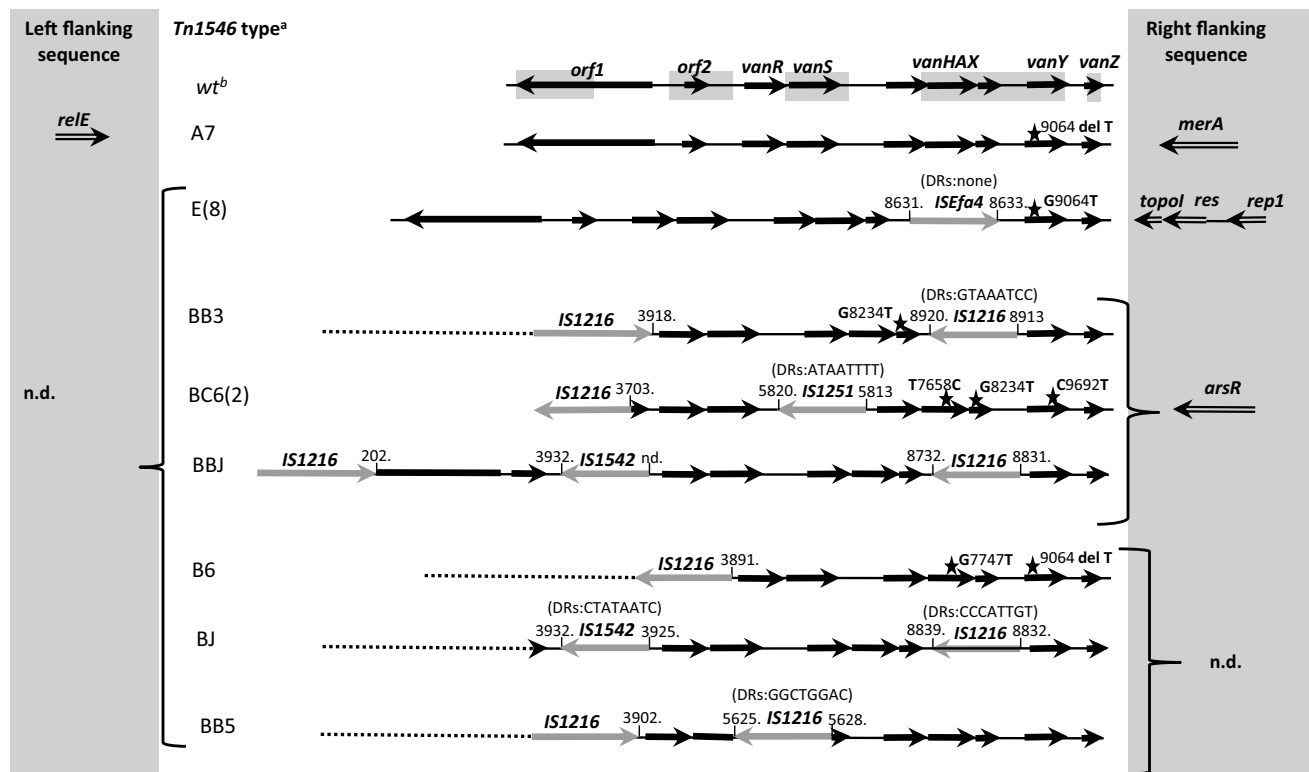 Left flanking sequence
Tn1546 typeᵃ
Right flanking sequence
wtᵇ
orf1 orf2 vanR vanS vanHAX vanY vanZ
relE
A7
9064 del T
merA
(DRs:none)
E(8)
8631. ISEfa4 8633. G9064T
topoI res rep1
(DRs:GTAAATCC)
BB3
IS1216 3918. G8234T 8920. IS1216 8913
(DRs:ATAATTTT)
n.d.
BC6(2)
IS1216 3703. 5820. IS1251 5813 T7658C G8234T C9692T
arsR
BBJ
IS1216 202. 3932. IS1542 nd. 8732. IS1216 8831.
B6
IS1216 3891. G7747T 9064 del T
(DRs:CTATAATC) (DRs:CCCATTGT)
BJ
3932. IS1542 3925. 8839. IS1216 8832.
n.d.
(DRs:GGCTGGAC)
BB5
IS1216 3902. 5625. IS1216 5628.